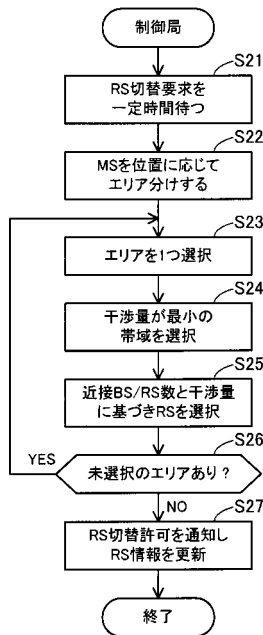 制御局
S21
RS切替要求を
一定時間待つ
S22
MSを位置に応じて
エリア分けする
S23
エリアを1つ選択
S24
干渉量が最小の
帯域を選択
S25
近接BS/RS数と干渉量
に基づきRSを選択
S26
未選択のエリアあり?
YES
NO
S27
RS切替許可を通知し
RS情報を更新
終了